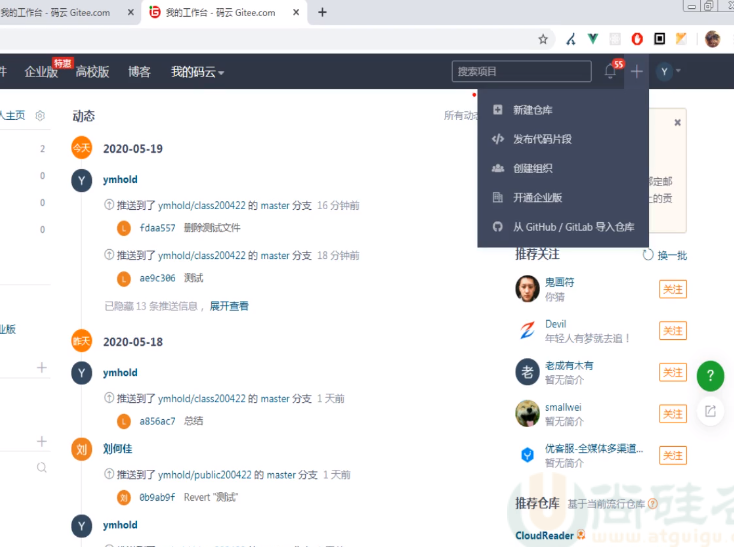 我的工作台 - 码云 Gitee.com
我的工作台 - 码云 Gitee.com
件 企业版 特惠 高校版 博客 我的码云
搜索项目
55
Y
人主页
2
0
0
0
业版
动态
所有动态
今天 2020-05-19
Y ymhold
推送到了 ymhold/class200422 的 master 分支 16 分钟前
L fdaa557 删除测试文件
推送到了 ymhold/class200422 的 master 分支 18 分钟前
L ae9c306 测试
已隐藏 13 条推送信息， 展开查看
昨天 2020-05-18
Y ymhold
推送到了 ymhold/class200422 的 master 分支 1 天前
L a856ac7 总结
刘 刘何佳
推送到了 ymhold/public200422 的 master 分支 1 天前
刘 0b9ab9f Revert "测试"
Y ymhold
新建仓库
发布代码片段
创建组织
开通企业版
从 GitHub / GitLab 导入仓库
绑定邮
上的贡
推荐关注 换一批
鬼画符
你猜
关注
Devil
年轻人有梦就去追！
关注
老 老成有木有
暂无简介
关注
smallwei
暂无简介
关注
优客服-全媒体多渠道...
暂无简介
关注
?
推荐仓库 基于当前流行仓库
CloudReader
尚硅谷
www.atguigu.c